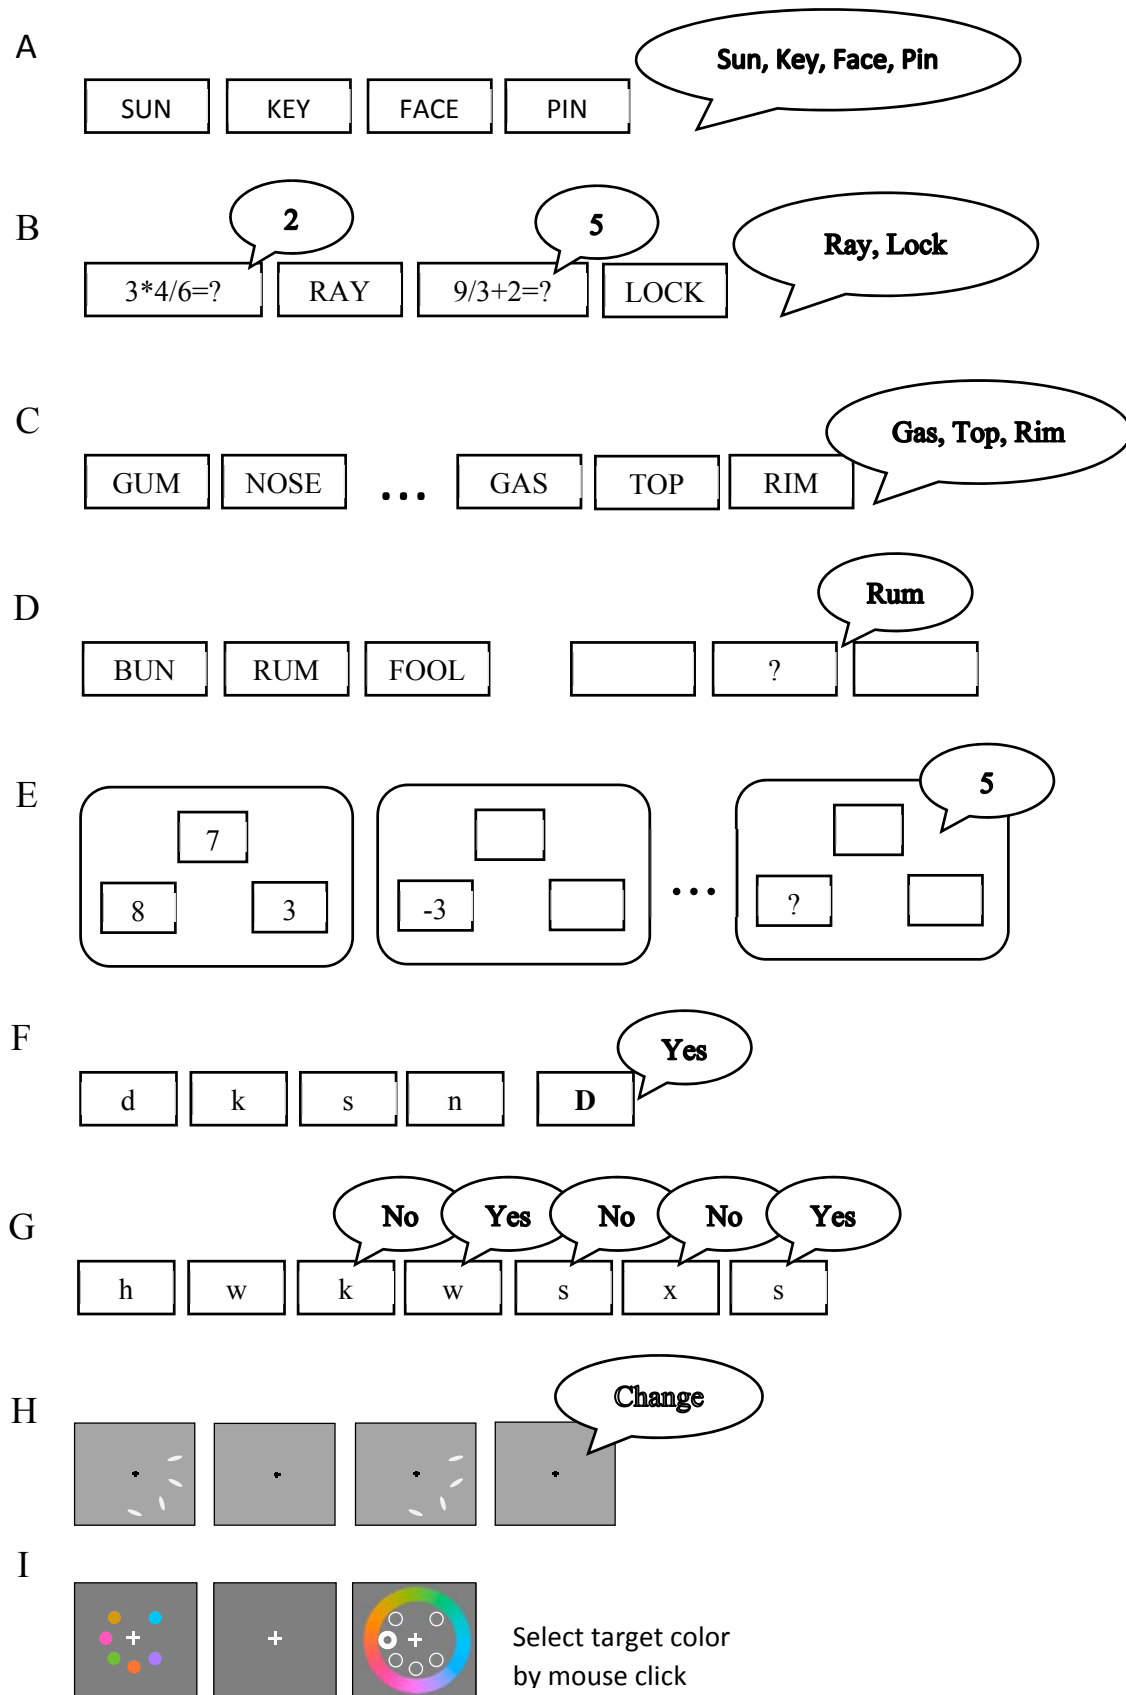 A
Sun, Key, Face, Pin
SUN KEY FACE PIN
B
2 5
Ray, Lock
3*4/6=? RAY 9/3+2=? LOCK
C
Gas, Top, Rim
GUM NOSE ... GAS TOP RIM
D
Rum
BUN RUM FOOL ?
E
5
7
8 3 -3 ... ?
F
Yes
d k s n D
G
No Yes No No Yes
h w k w s x s
H
Change
I
Select target color
by mouse click